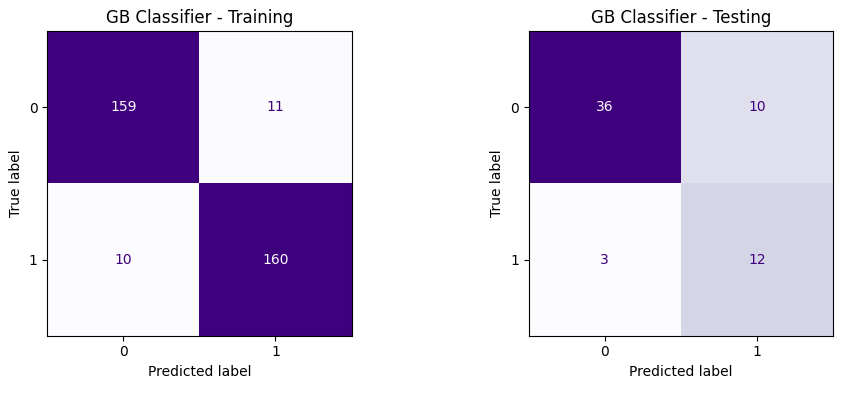 GB Classifier - Training
0
159
11
True label
1
10
160
0
1
Predicted label
GB Classifier - Testing
0
36
10
True label
1
3
12
0
1
Predicted label